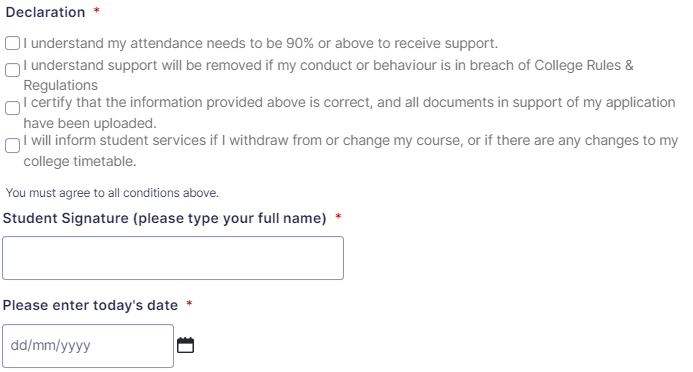 Declaration *
I understand my attendance needs to be 90% or above to receive support.
I understand support will be removed if my conduct or behaviour is in breach of College Rules &
Regulations
I certify that the information provided above is correct, and all documents in support of my application
have been uploaded.
I will inform student services if I withdraw from or change my course, or if there are any changes to my
college timetable.
You must agree to all conditions above.
Student Signature (please type your full name) *
Please enter today's date *
dd/mm/yyyy